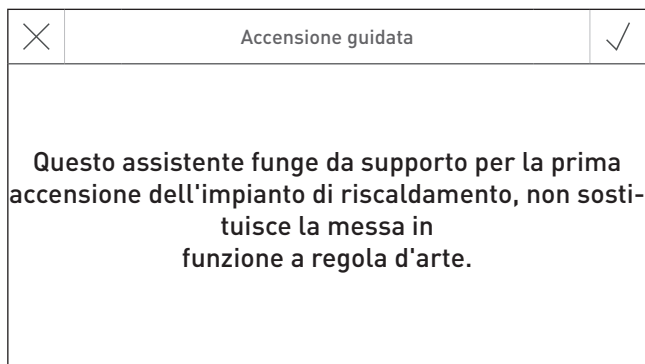 Accensione guidata
Questo assistente funge da supporto per la prima
accensione dell'impianto di riscaldamento, non sosti-
tuisce la messa in
funzione a regola d'arte.